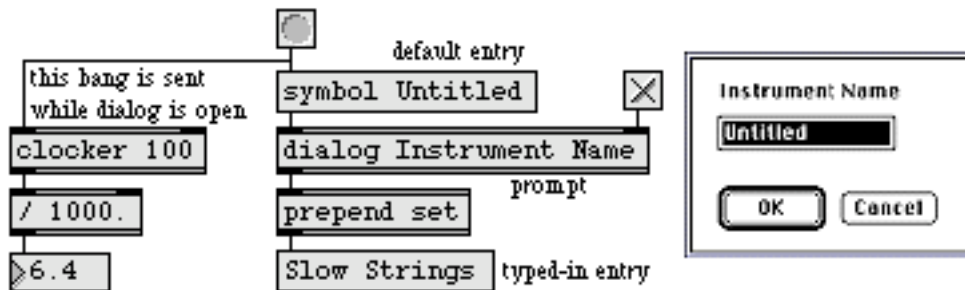 default entry
this bang is sent
while dialog is open
symbol Untitled
clocker 100
dialog Instrument Name
prompt
/ 1000.
prepend set
6.4
Slow Strings
typed-in entry
Instrument Name
Untitled
OK
Cancel